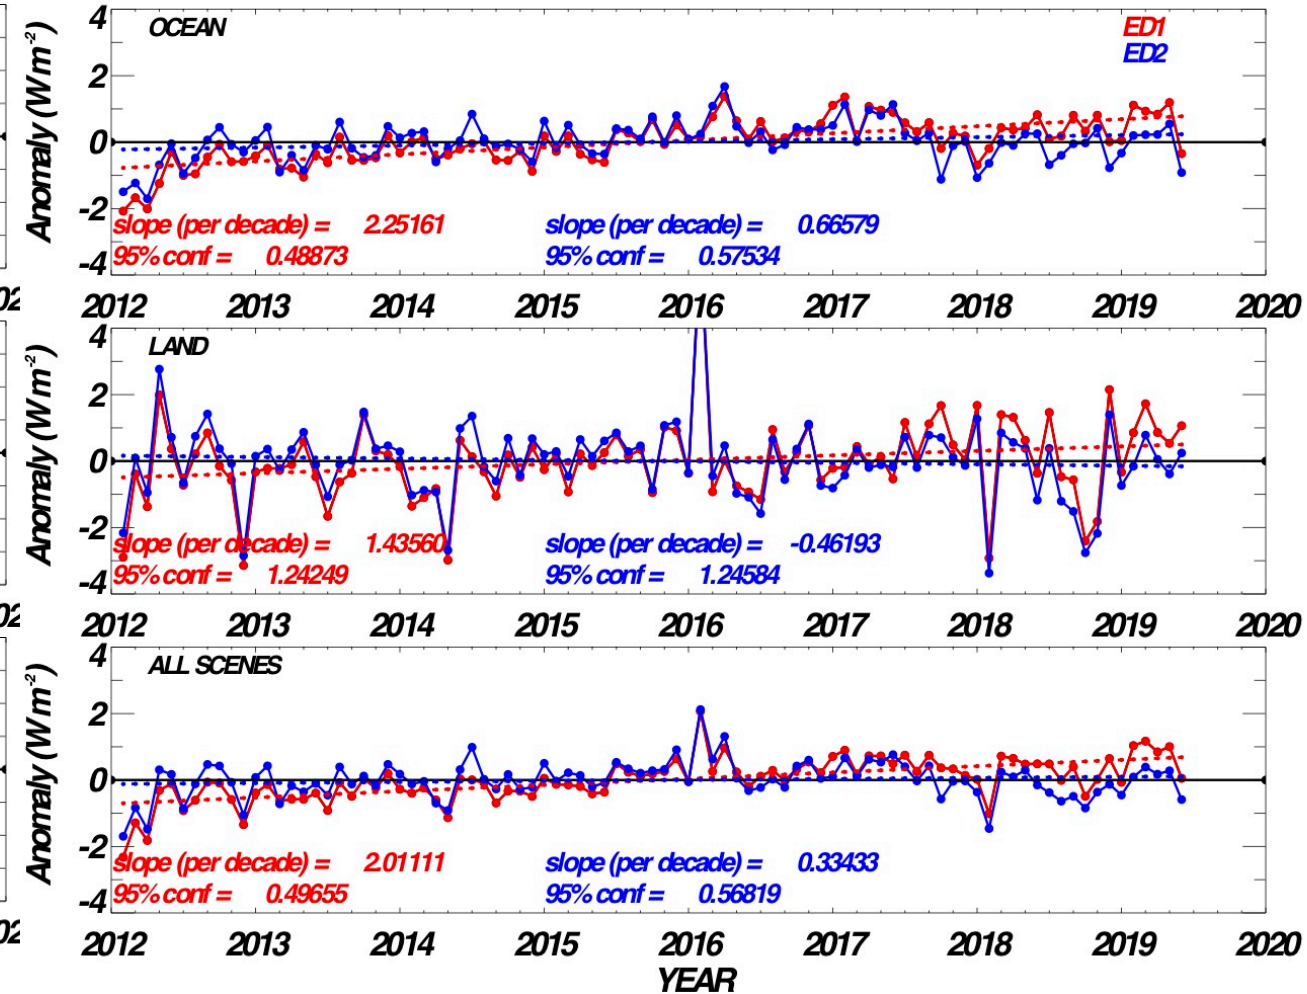 4
OCEAN
ED1
ED2
2
0
-2
-4
Anomaly (W m-2)
slope (per decade) = 2.25161
95% conf = 0.48873
slope (per decade) = 0.66579
95% conf = 0.57534
2012 2013 2014 2015 2016 2017 2018 2019 2020
4
LAND
2
0
-2
-4
Anomaly (W m-2)
slope (per decade) = 1.43560
95% conf = 1.24249
slope (per decade) = -0.46193
95% conf = 1.24584
2012 2013 2014 2015 2016 2017 2018 2019 2020
4
ALL SCENES
2
0
-2
-4
Anomaly (W m-2)
slope (per decade) = 2.01111
95% conf = 0.49655
slope (per decade) = 0.33433
95% conf = 0.56819
2012 2013 2014 2015 2016 2017 2018 2019 2020
YEAR